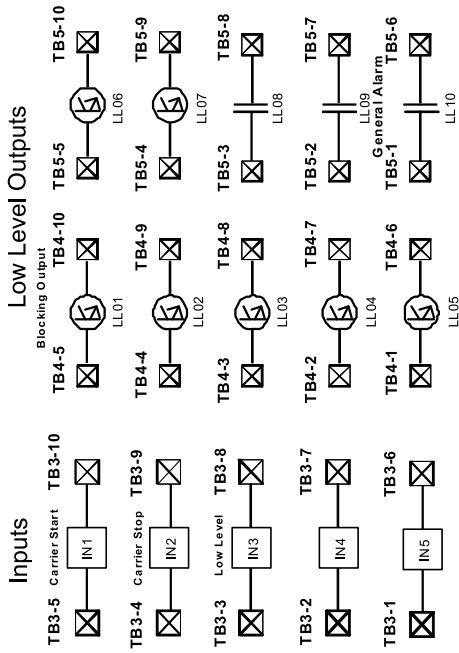 Inputs
Low Level Outputs
TB3-5
Carrier Start
TB3-10
IN1
TB3-4
Carrier Stop
TB3-9
IN2
TB3-3
Low Level
TB3-8
IN3
TB3-2
TB3-7
IN4
TB3-1
TB3-6
IN5
Blocking Output
TB4-5
TB4-10
LL01
TB4-4
TB4-9
LL02
TB4-3
TB4-8
LL03
TB4-2
TB4-7
LL04
TB4-1
TB4-6
LL05
TB5-5
TB5-10
LL06
TB5-4
TB5-9
LL07
TB5-3
TB5-8
LL08
TB5-2
TB5-7
LL09
General Alarm
TB5-1
TB5-6
LL10